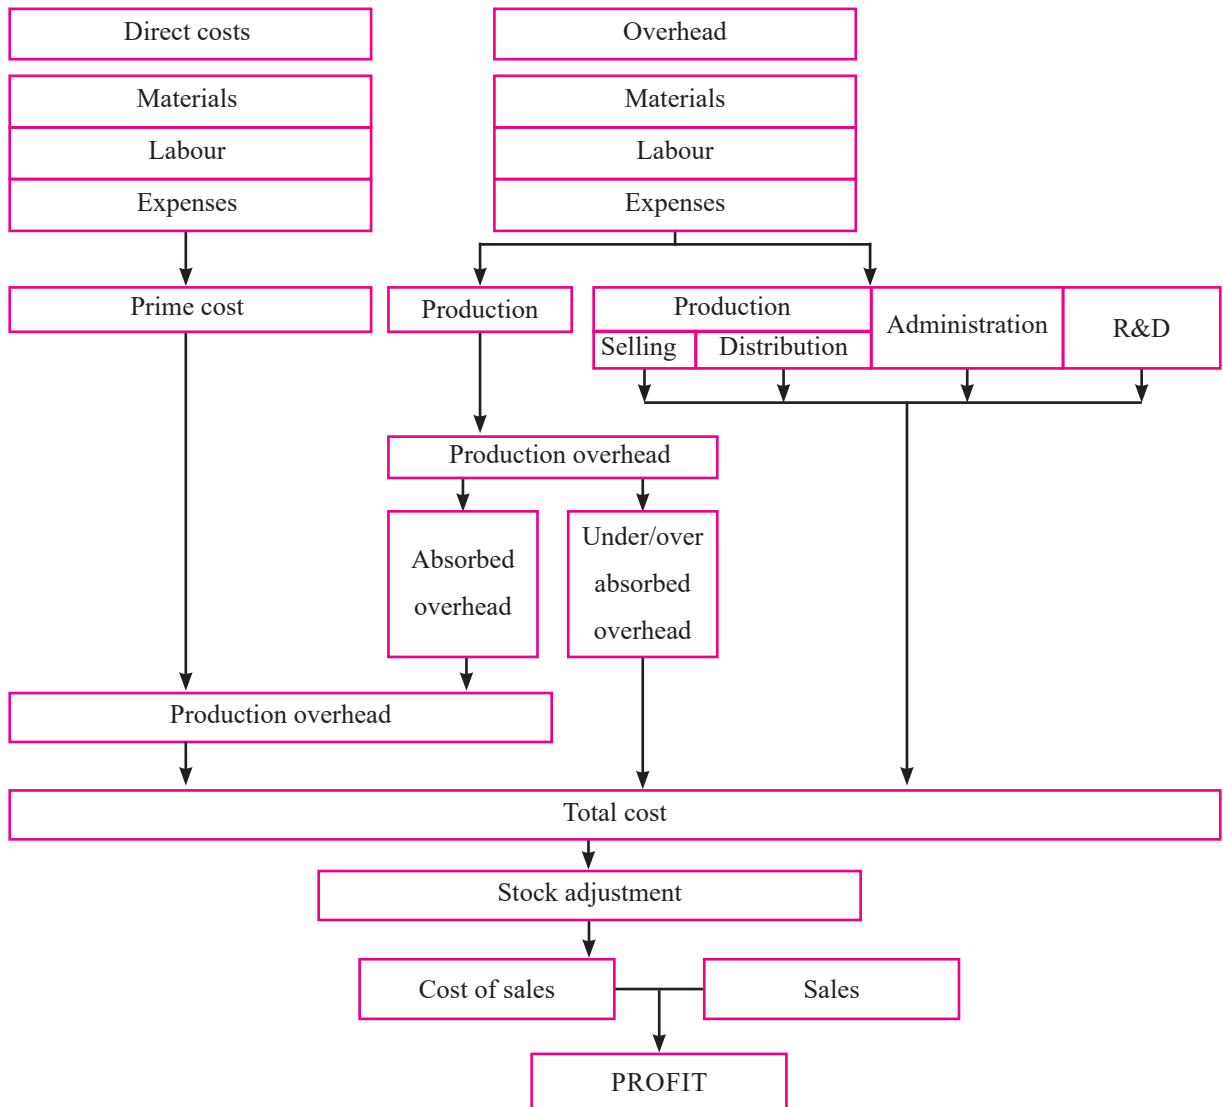 Direct costs
Overhead
Materials
Materials
Labour
Labour
Expenses
Expenses
Prime cost
Production
Production
Administration
R&D
Selling
Distribution
Production overhead
Absorbed
overhead
Under/over
absorbed
overhead
Production overhead
Total cost
Stock adjustment
Cost of sales
Sales
PROFIT